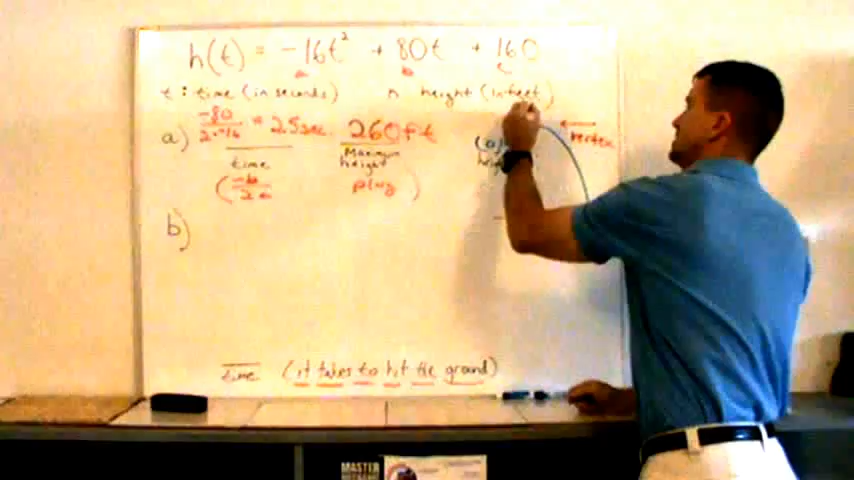 h(t) = -16t² + 80t + 160
a b c
t : time (in seconds) h height (in feet)
a) -80/2·-16 = 2.5 sec. 260 ft
vertex
time Maximum height
(-b/2a) plug )
b)
time (it takes to hit the ground)
MASTER